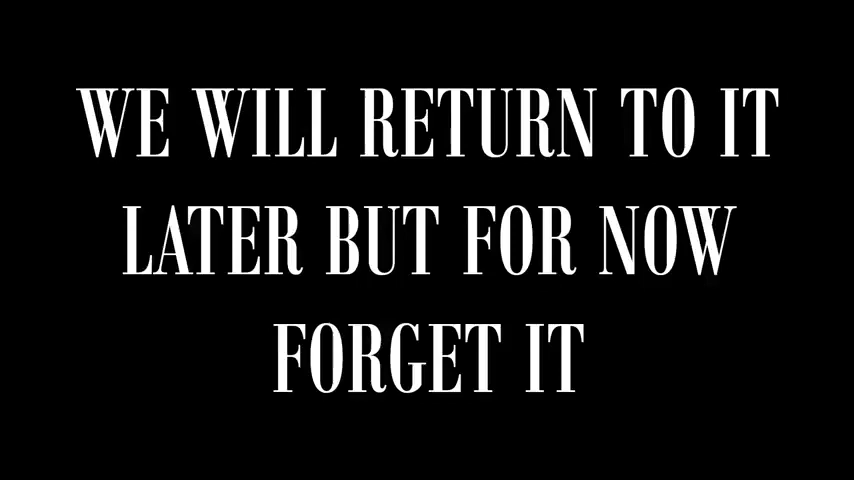 WE WILL RETURN TO IT
LATER BUT FOR NOW
FORGET IT